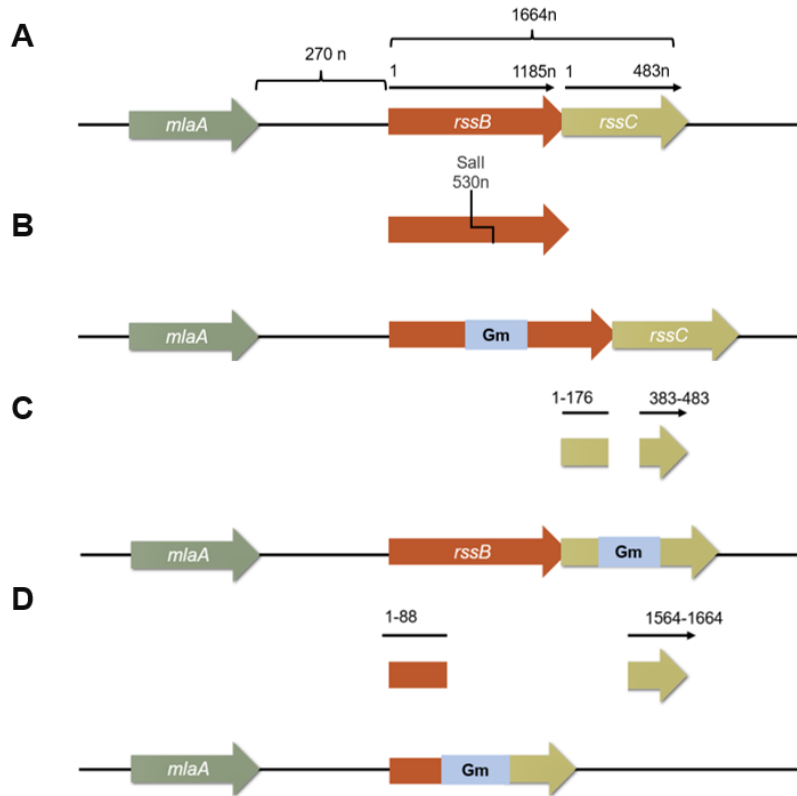 A
1664n
270 n
1 1185n 1 483n
mlaA rssB rssC
SalI
530n
B
mlaA Gm rssC
C
1-176 383-483
mlaA rssB Gm
D
1-88 1564-1664
mlaA Gm